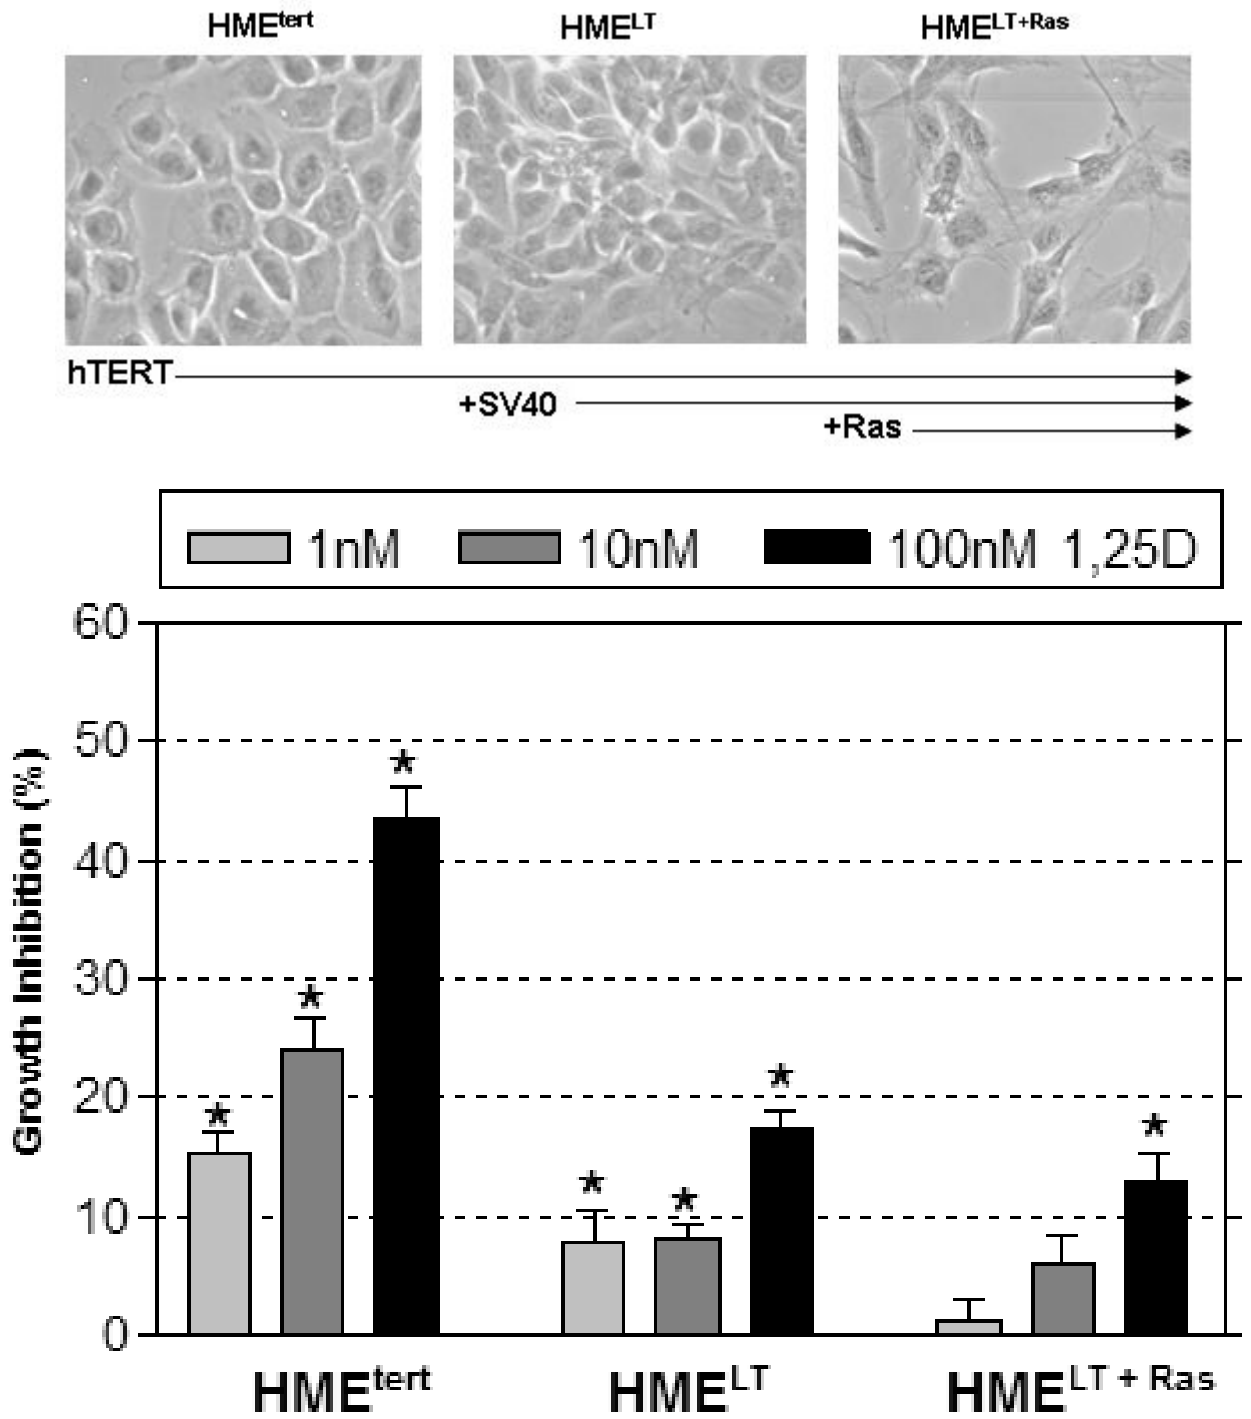 HMEtert HMELT HMELT+Ras
hTERT
+SV40
+Ras
1nM 10nM 100nM 1,25D
60
50
40
30
20
10
0
Growth Inhibition (%)
* * * * * * *
HMEtert HMELT HMELT + Ras